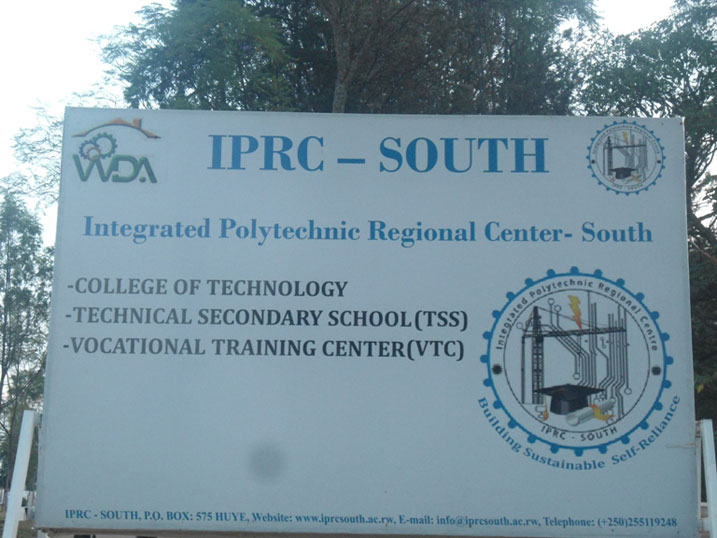 WDA
IPRC – SOUTH
Integrated Polytechnic Regional Center- South
-COLLEGE OF TECHNOLOGY
-TECHNICAL SECONDARY SCHOOL(TSS)
-VOCATIONAL TRAINING CENTER(VTC)
Integrated Polytechnic Regional Centre
IPRC - SOUTH
Building Sustainable Self-Reliance
IPRC - SOUTH, P.O. BOX: 575 HUYE, Website: www.iprcsouth.ac.rw, E-mail: info@iprcsouth.ac.rw, Telephone: (+250)255119248